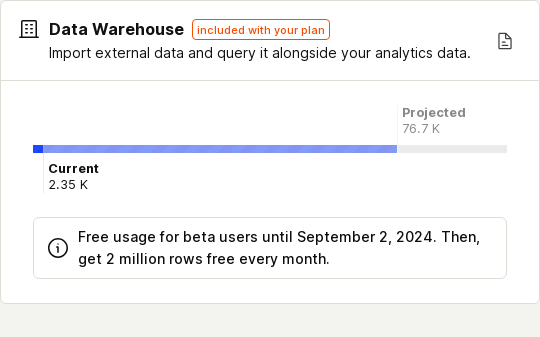 Data Warehouse included with your plan
Import external data and query it alongside your analytics data.
Projected
76.7 K
Current
2.35 K
Free usage for beta users until September 2, 2024. Then,
get 2 million rows free every month.